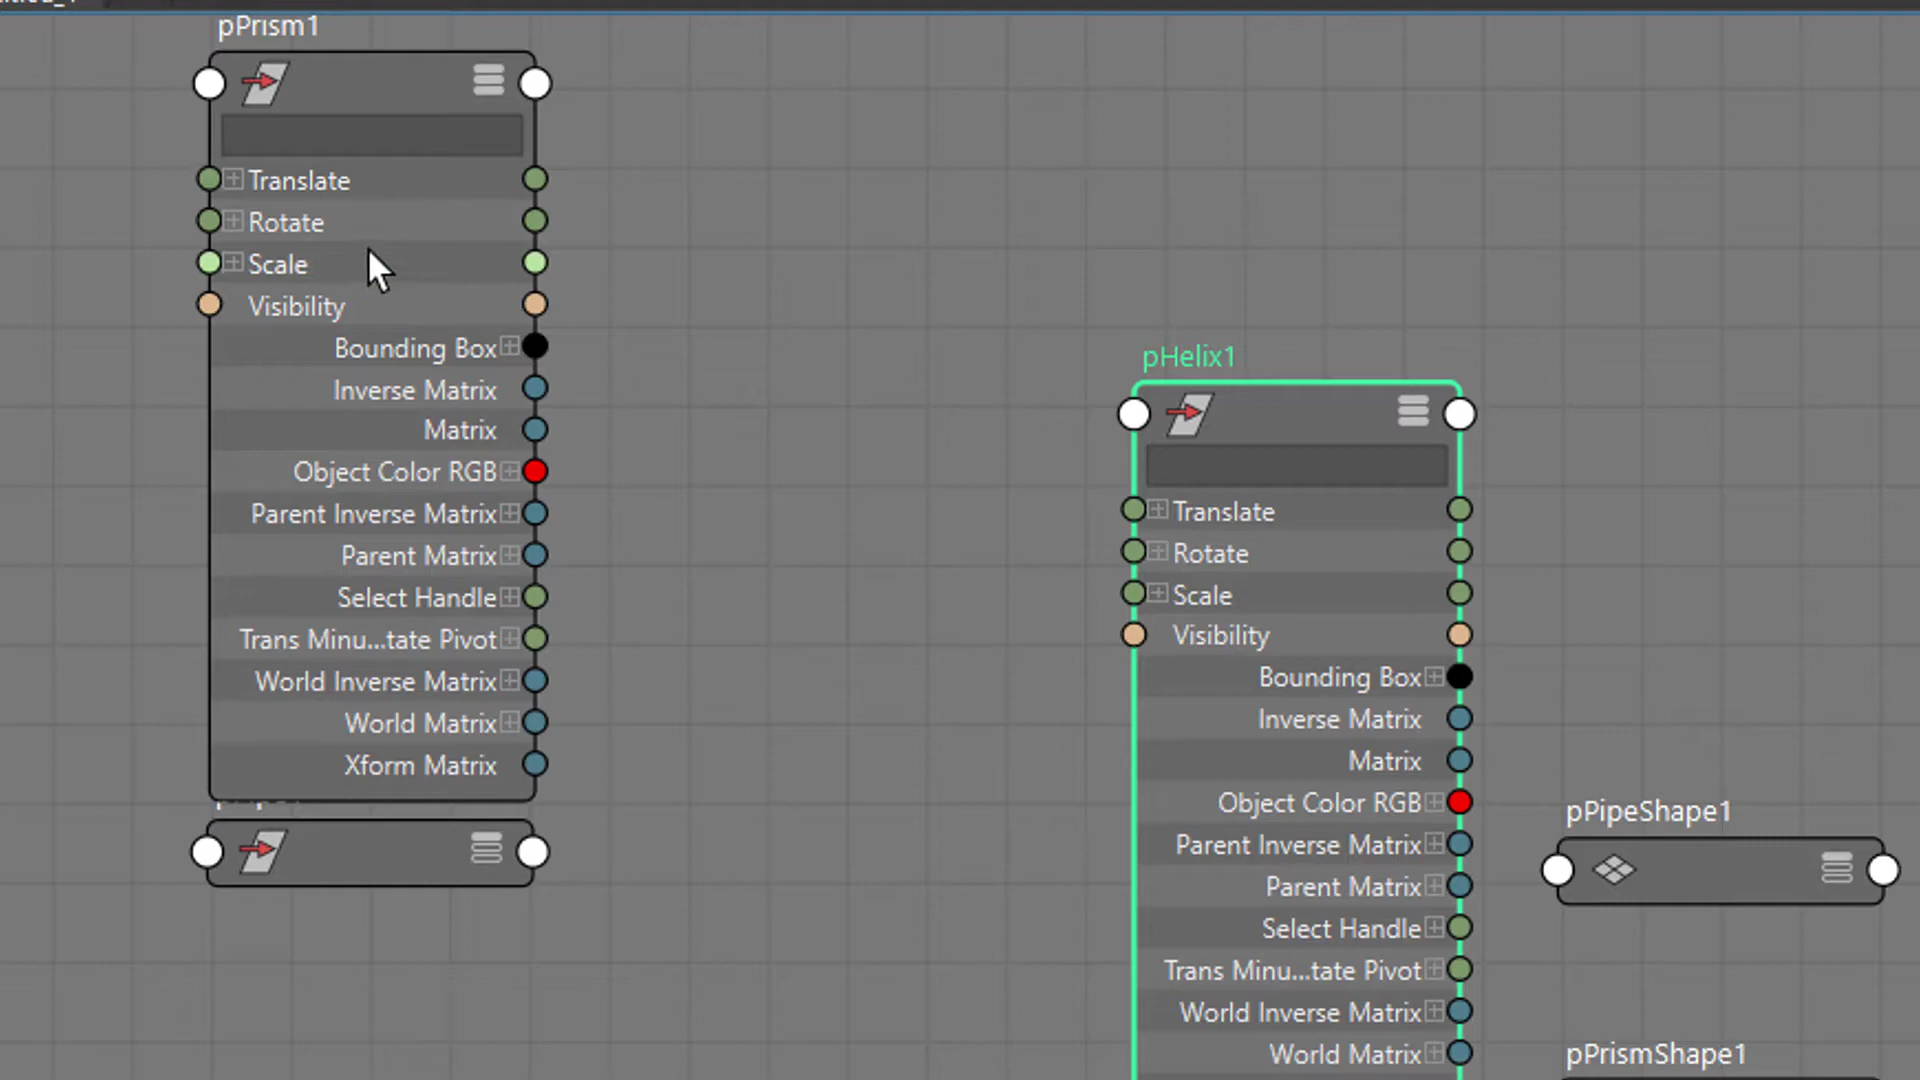 pPrism1
Translate
Rotate
Scale
Visibility
Bounding Box
Inverse Matrix
Matrix
Object Color RGB
Parent Inverse Matrix
Parent Matrix
Select Handle
Trans Minu...tate Pivot
World Inverse Matrix
World Matrix
Xform Matrix
pHelix1
Translate
Rotate
Scale
Visibility
Bounding Box
Inverse Matrix
Matrix
Object Color RGB
Parent Inverse Matrix
Parent Matrix
Select Handle
Trans Minu...tate Pivot
World Inverse Matrix
World Matrix
pPipeShape1
pPrismShape1